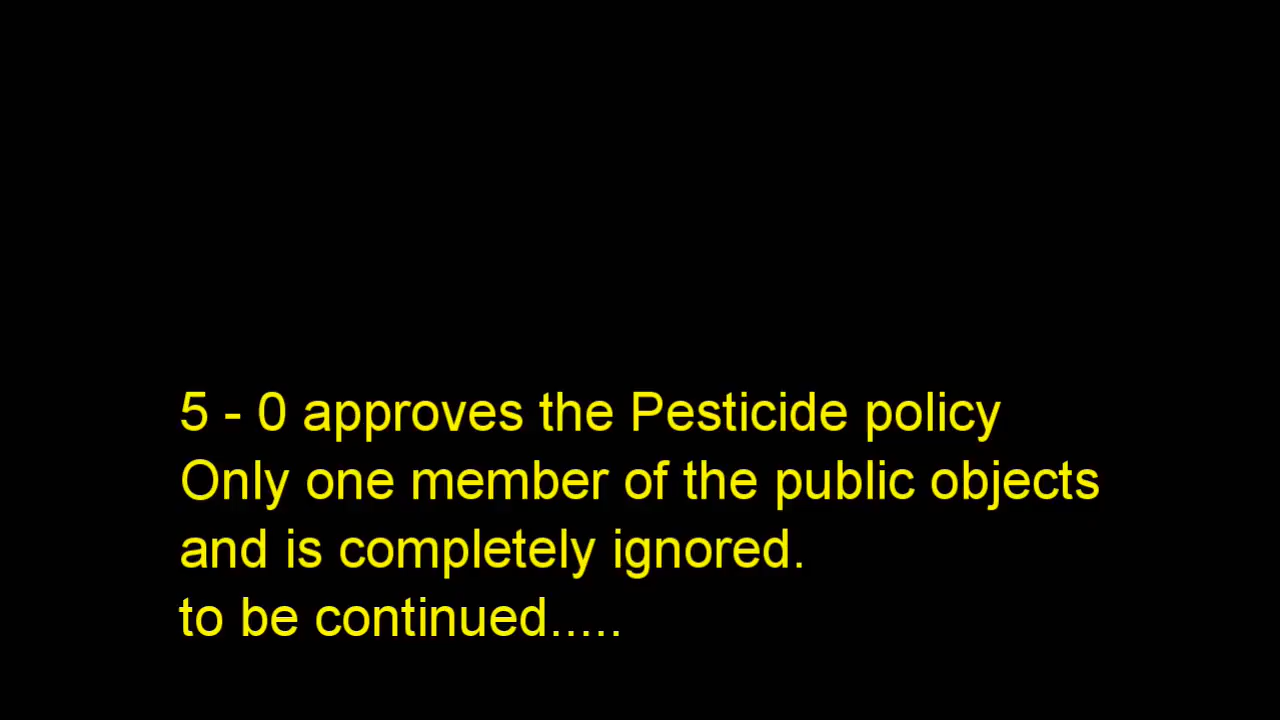 5 - 0 approves the Pesticide policy
Only one member of the public objects
and is completely ignored.
to be continued.....